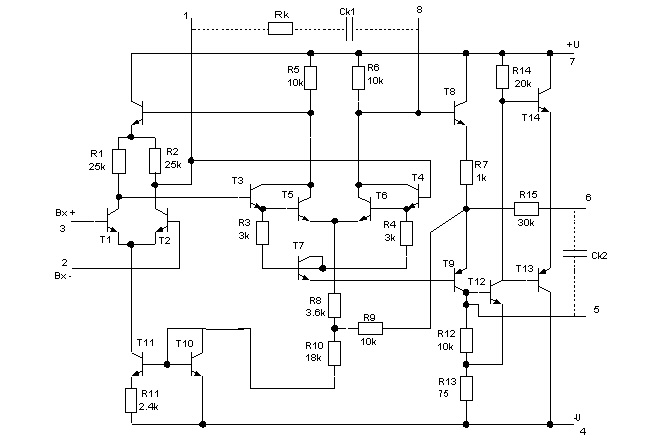 1
Rk
Ck1
8
+U
7
R5
10k
R6
10k
T8
R14
20k
T14
R1
25k
R2
25k
R7
1k
T3
T5
T6
T4
R15
30k
6
Вх +
3
T1
T2
R3
3k
R4
3k
T7
Ck2
2
Вх -
T9
T12
T13
R8
3.6k
5
R9
10k
R12
10k
T11
T10
R10
18k
R13
75
R11
2.4k
-U
4